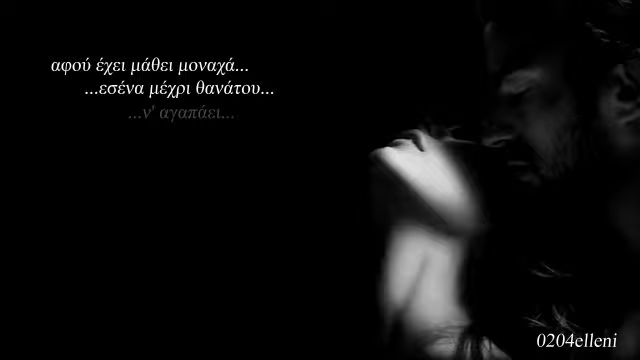 αφού έχει μάθει μοναχά...
...εσένα μέχρι θανάτου...
...ν' αγαπάει...
0204elleni